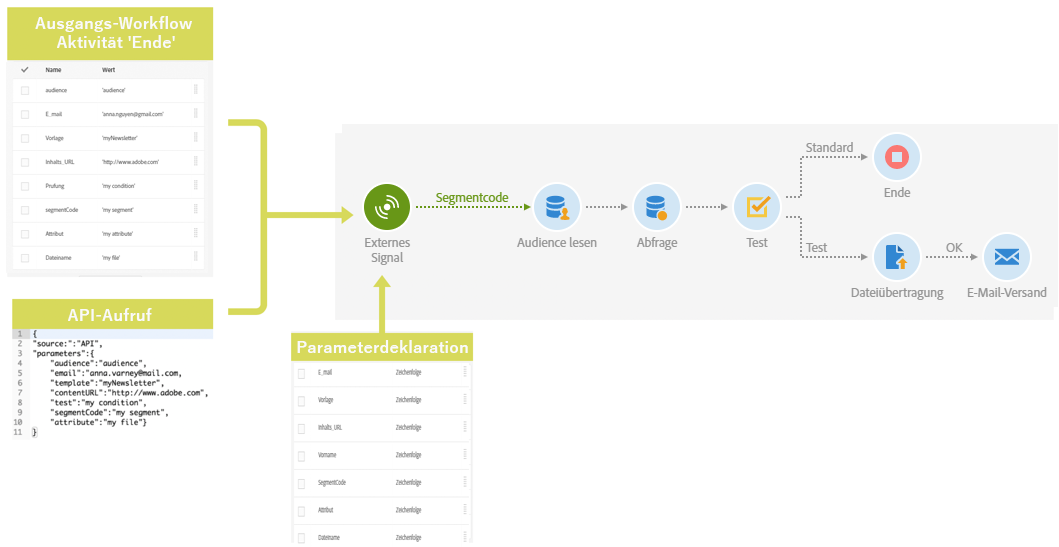 Ausgangs-Workflow
Aktivität 'Ende'
Name Wert
audience 'audience'
E_mail 'anna.nguyen@gmail.com'
Vorlage 'myNewsletter'
Inhalts_URL 'http://www.adobe.com'
Prüfung 'my condition'
segmentCode 'my segment'
Attribut 'my attribute'
Dateiname 'my file'
API-Aufruf
1 {
2 "source:":"API",
3 "parameters":{
4 "audience":"audience",
5 "email":"anna.varney@mail.com,
6 "template":"myNewsletter",
7 "contentURL":"http://www.adobe.com",
8 "test":"my condition",
9 "segmentCode":"my segment",
10 "attribute":"my file"}
11 }
Externes
Signal
Segmentcode
Audience lesen
Abfrage
Test
Standard
Ende
Test
Dateiübertragung
OK
E-Mail-Versand
Parameterdeklaration
E_mail Zeichenfolge
Vorlage Zeichenfolge
Inhalts_URL Zeichenfolge
Vorname Zeichenfolge
SegmentCode Zeichenfolge
Attribut Zeichenfolge
Dateiname Zeichenfolge